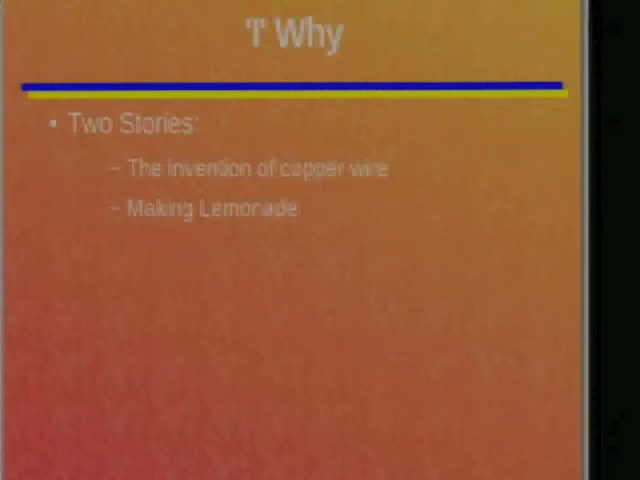 'T Why
• Two Stories:
– The invention of copper wire
– Making Lemonade